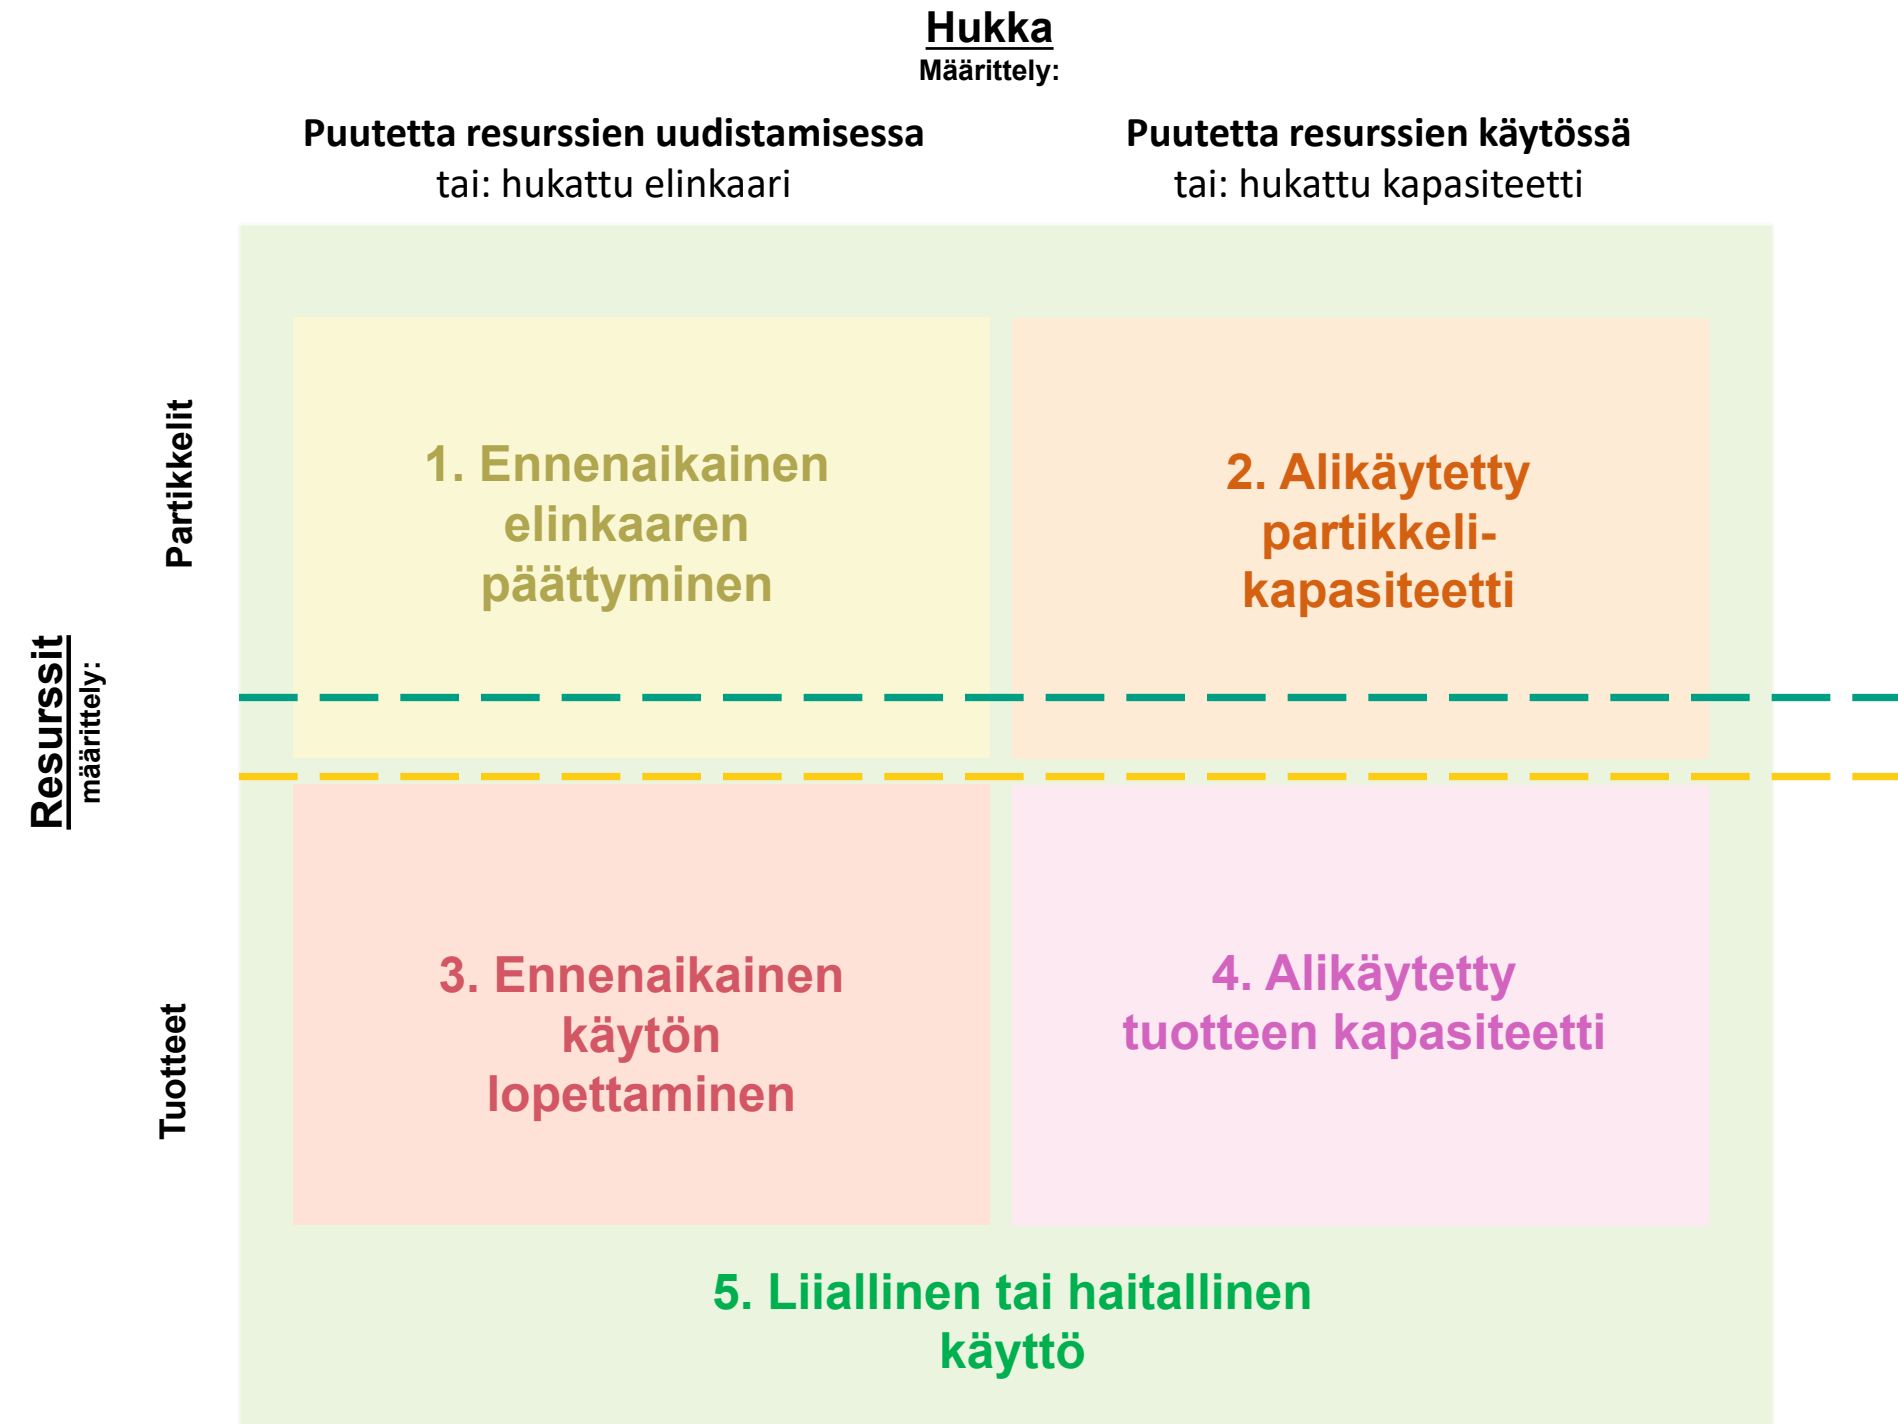 Hukka
Määrittely:
Puutetta resurssien uudistamisessa
tai: hukattu elinkaari
Puutetta resurssien käytössä
tai: hukattu kapasiteetti
Resurssit
määrittely:
Partikkelit
1. Ennenaikainen
elinkaaren
päättyminen
2. Alikäytetty
partikkeli-
kapasiteetti
Tuotteet
3. Ennenaikainen
käytön
lopettaminen
4. Alikäytetty
tuotteen kapasiteetti
5. Liiallinen tai haitallinen
käyttö